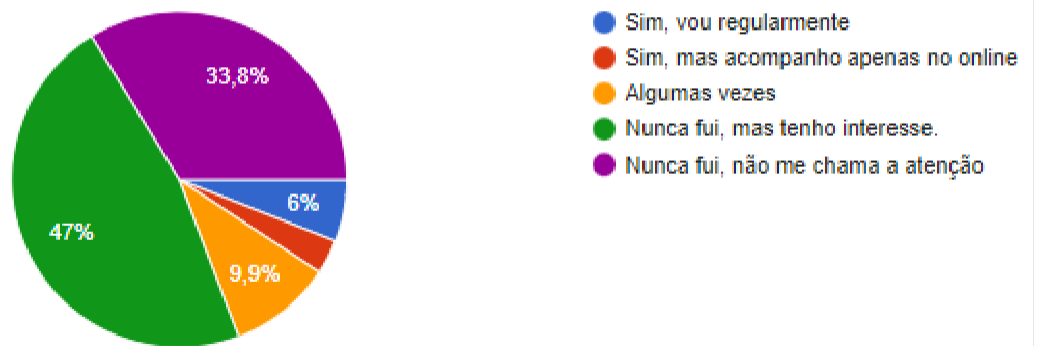 33,8%
6%
47%
9,9%
Sim, vou regularmente
Sim, mas acompanho apenas no online
Algumas vezes
Nunca fui, mas tenho interesse.
Nunca fui, não me chama a atenção